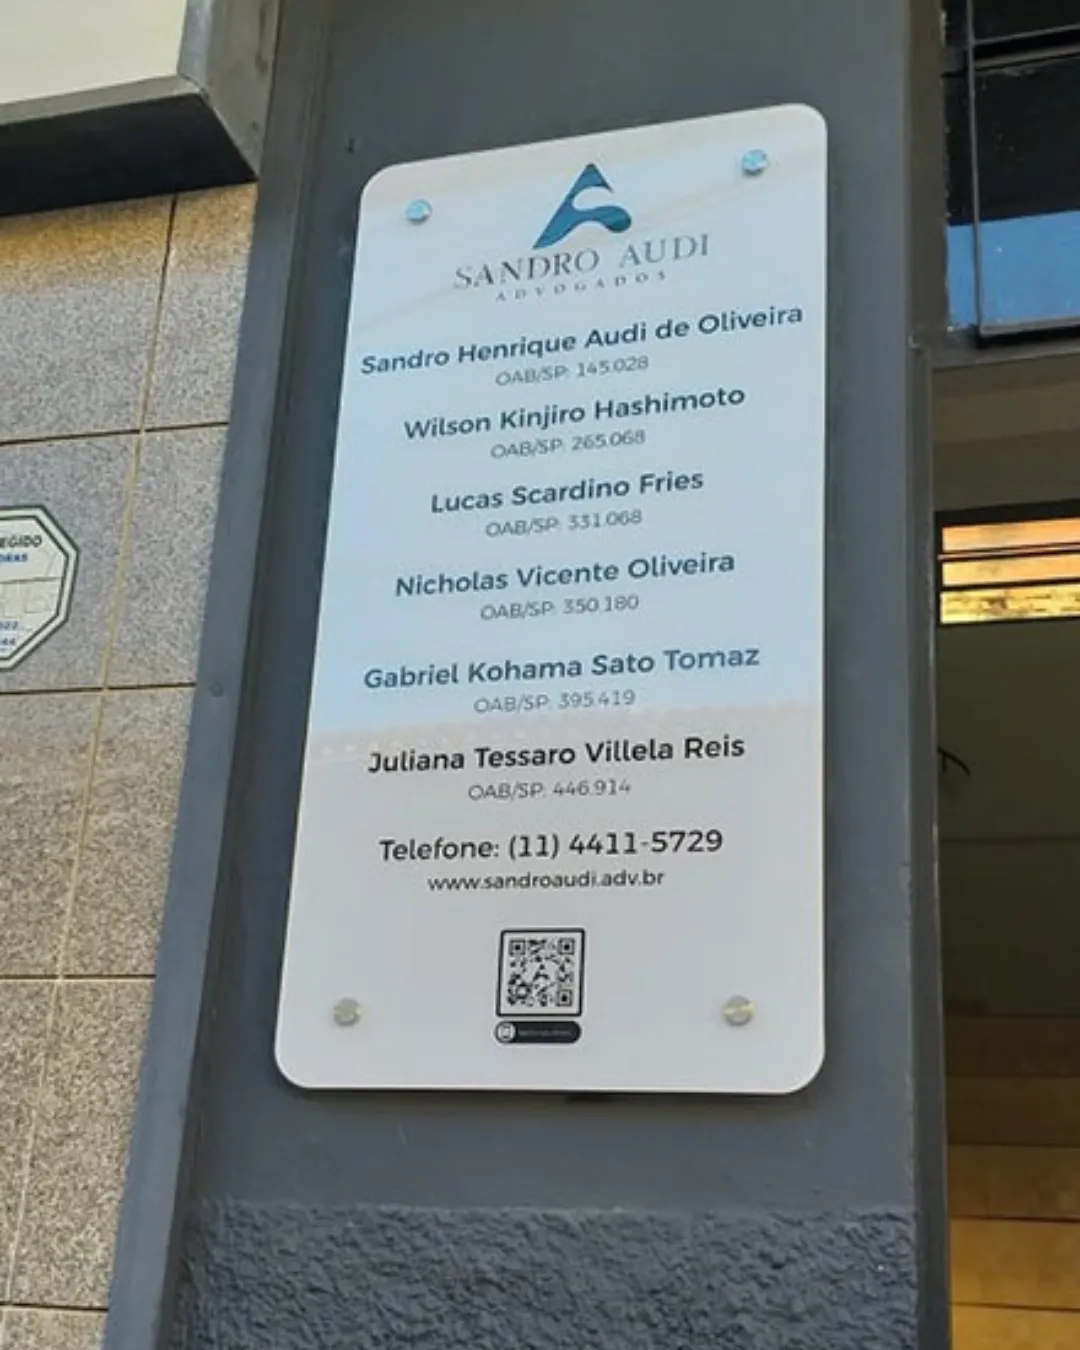 SANDRO AUDI
ADVOGADOS
Sandro Henrique Audi de Oliveira
OAB/SP: 145.028
Wilson Kinjiro Hashimoto
OAB/SP: 265.068
Lucas Scardino Fries
OAB/SP: 331.068
Nicholas Vicente Oliveira
OAB/SP: 350.180
Gabriel Kohama Sato Tomaz
OAB/SP: 395.419
Juliana Tessaro Villela Reis
OAB/SP: 446.914
Telefone: (11) 4411-5729
www.sandroaudi.adv.br